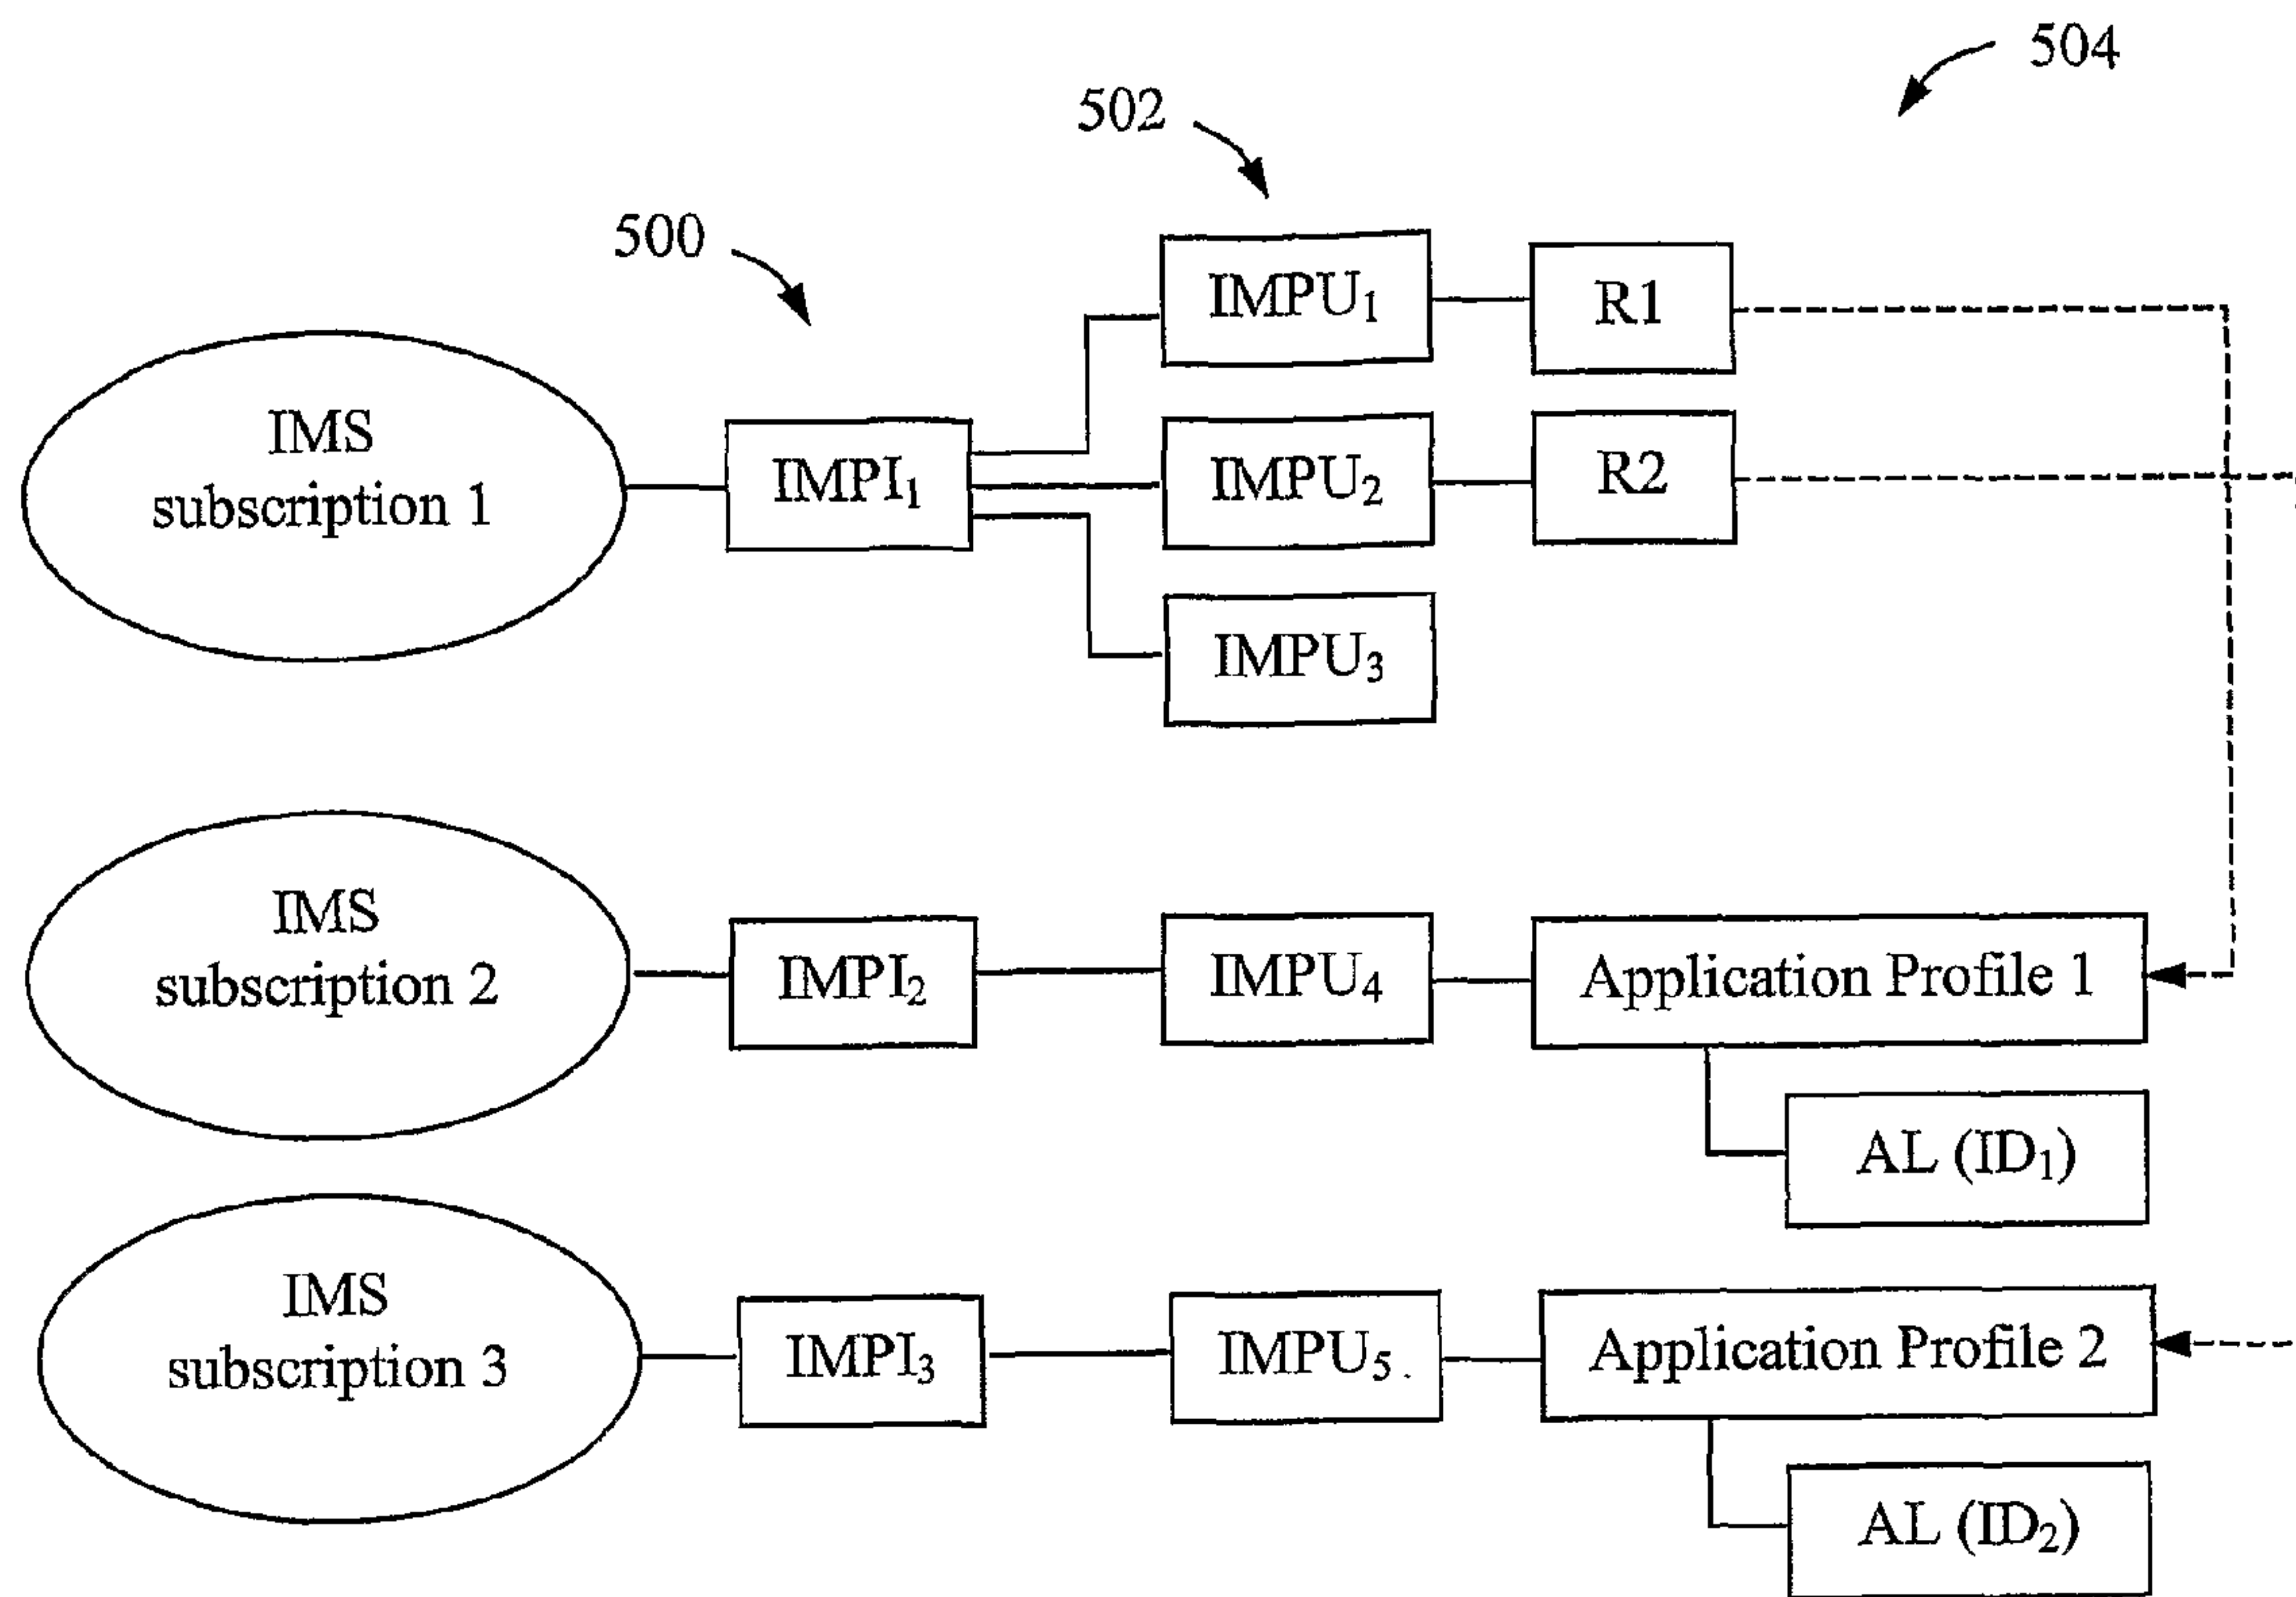 504
502
500
IMPU₁
R1
IMS
subscription 1
IMPI₁
IMPU₂
R2
IMPU₃
IMS
subscription 2
IMPI₂
IMPU₄
Application Profile 1
AL (ID₁)
IMS
subscription 3
IMPI₃
IMPU₅
Application Profile 2
AL (ID₂)